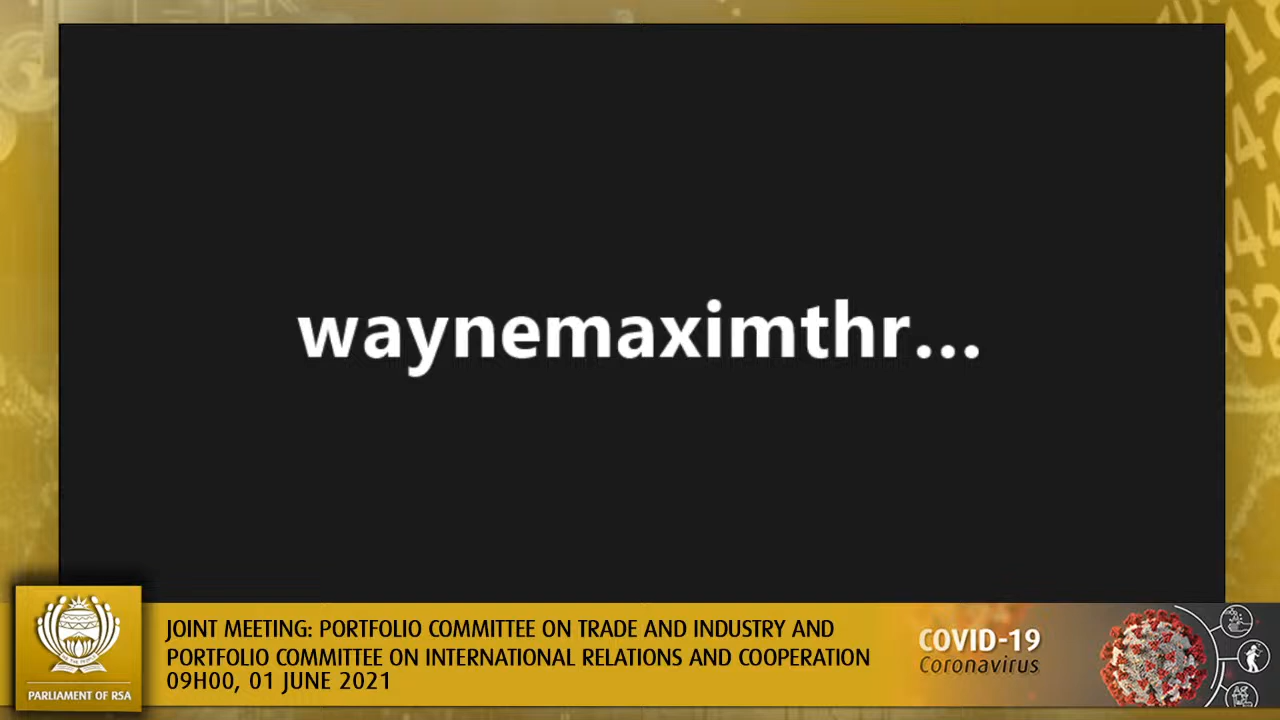 waynemaximthr...
JOINT MEETING: PORTFOLIO COMMITTEE ON TRADE AND INDUSTRY AND
PORTFOLIO COMMITTEE ON INTERNATIONAL RELATIONS AND COOPERATION
09H00, 01 JUNE 2021
PARLIAMENT OF RSA
COVID-19
Coronavirus